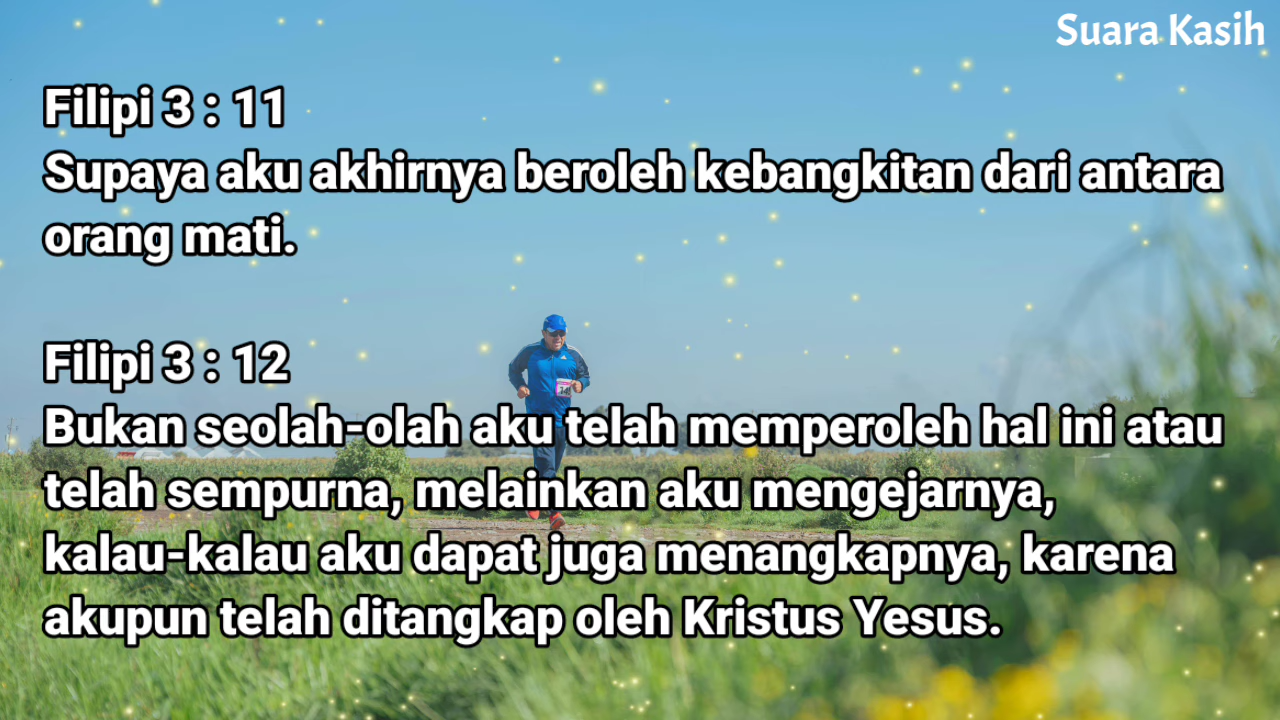 Suara Kasih
Filipi 3 : 11
Supaya aku akhirnya beroleh kebangkitan dari antara
orang mati.
Filipi 3 : 12
Bukan seolah-olah aku telah memperoleh hal ini atau
telah sempurna, melainkan aku mengejarnya,
kalau-kalau aku dapat juga menangkapnya, karena
akupun telah ditangkap oleh Kristus Yesus.